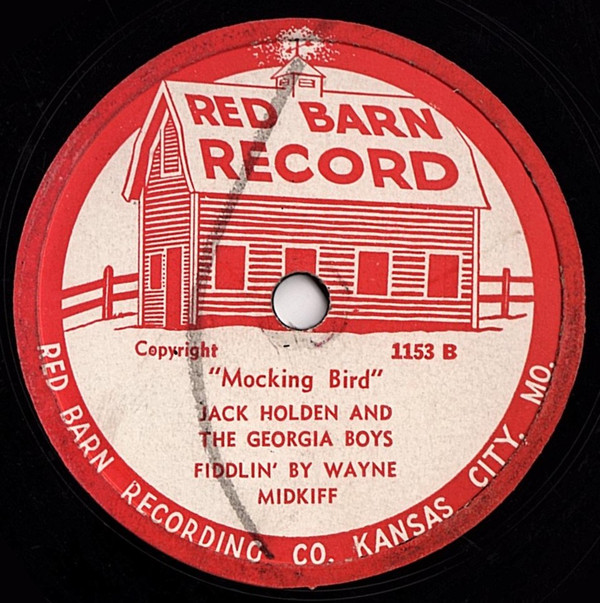 RED BARN
RECORD
Copyright
1153 B
"Mocking Bird"
JACK HOLDEN AND
THE GEORGIA BOYS
FIDDLIN' BY WAYNE
MIDKIFF
RED BARN RECORDING CO. KANSAS CITY, MO.